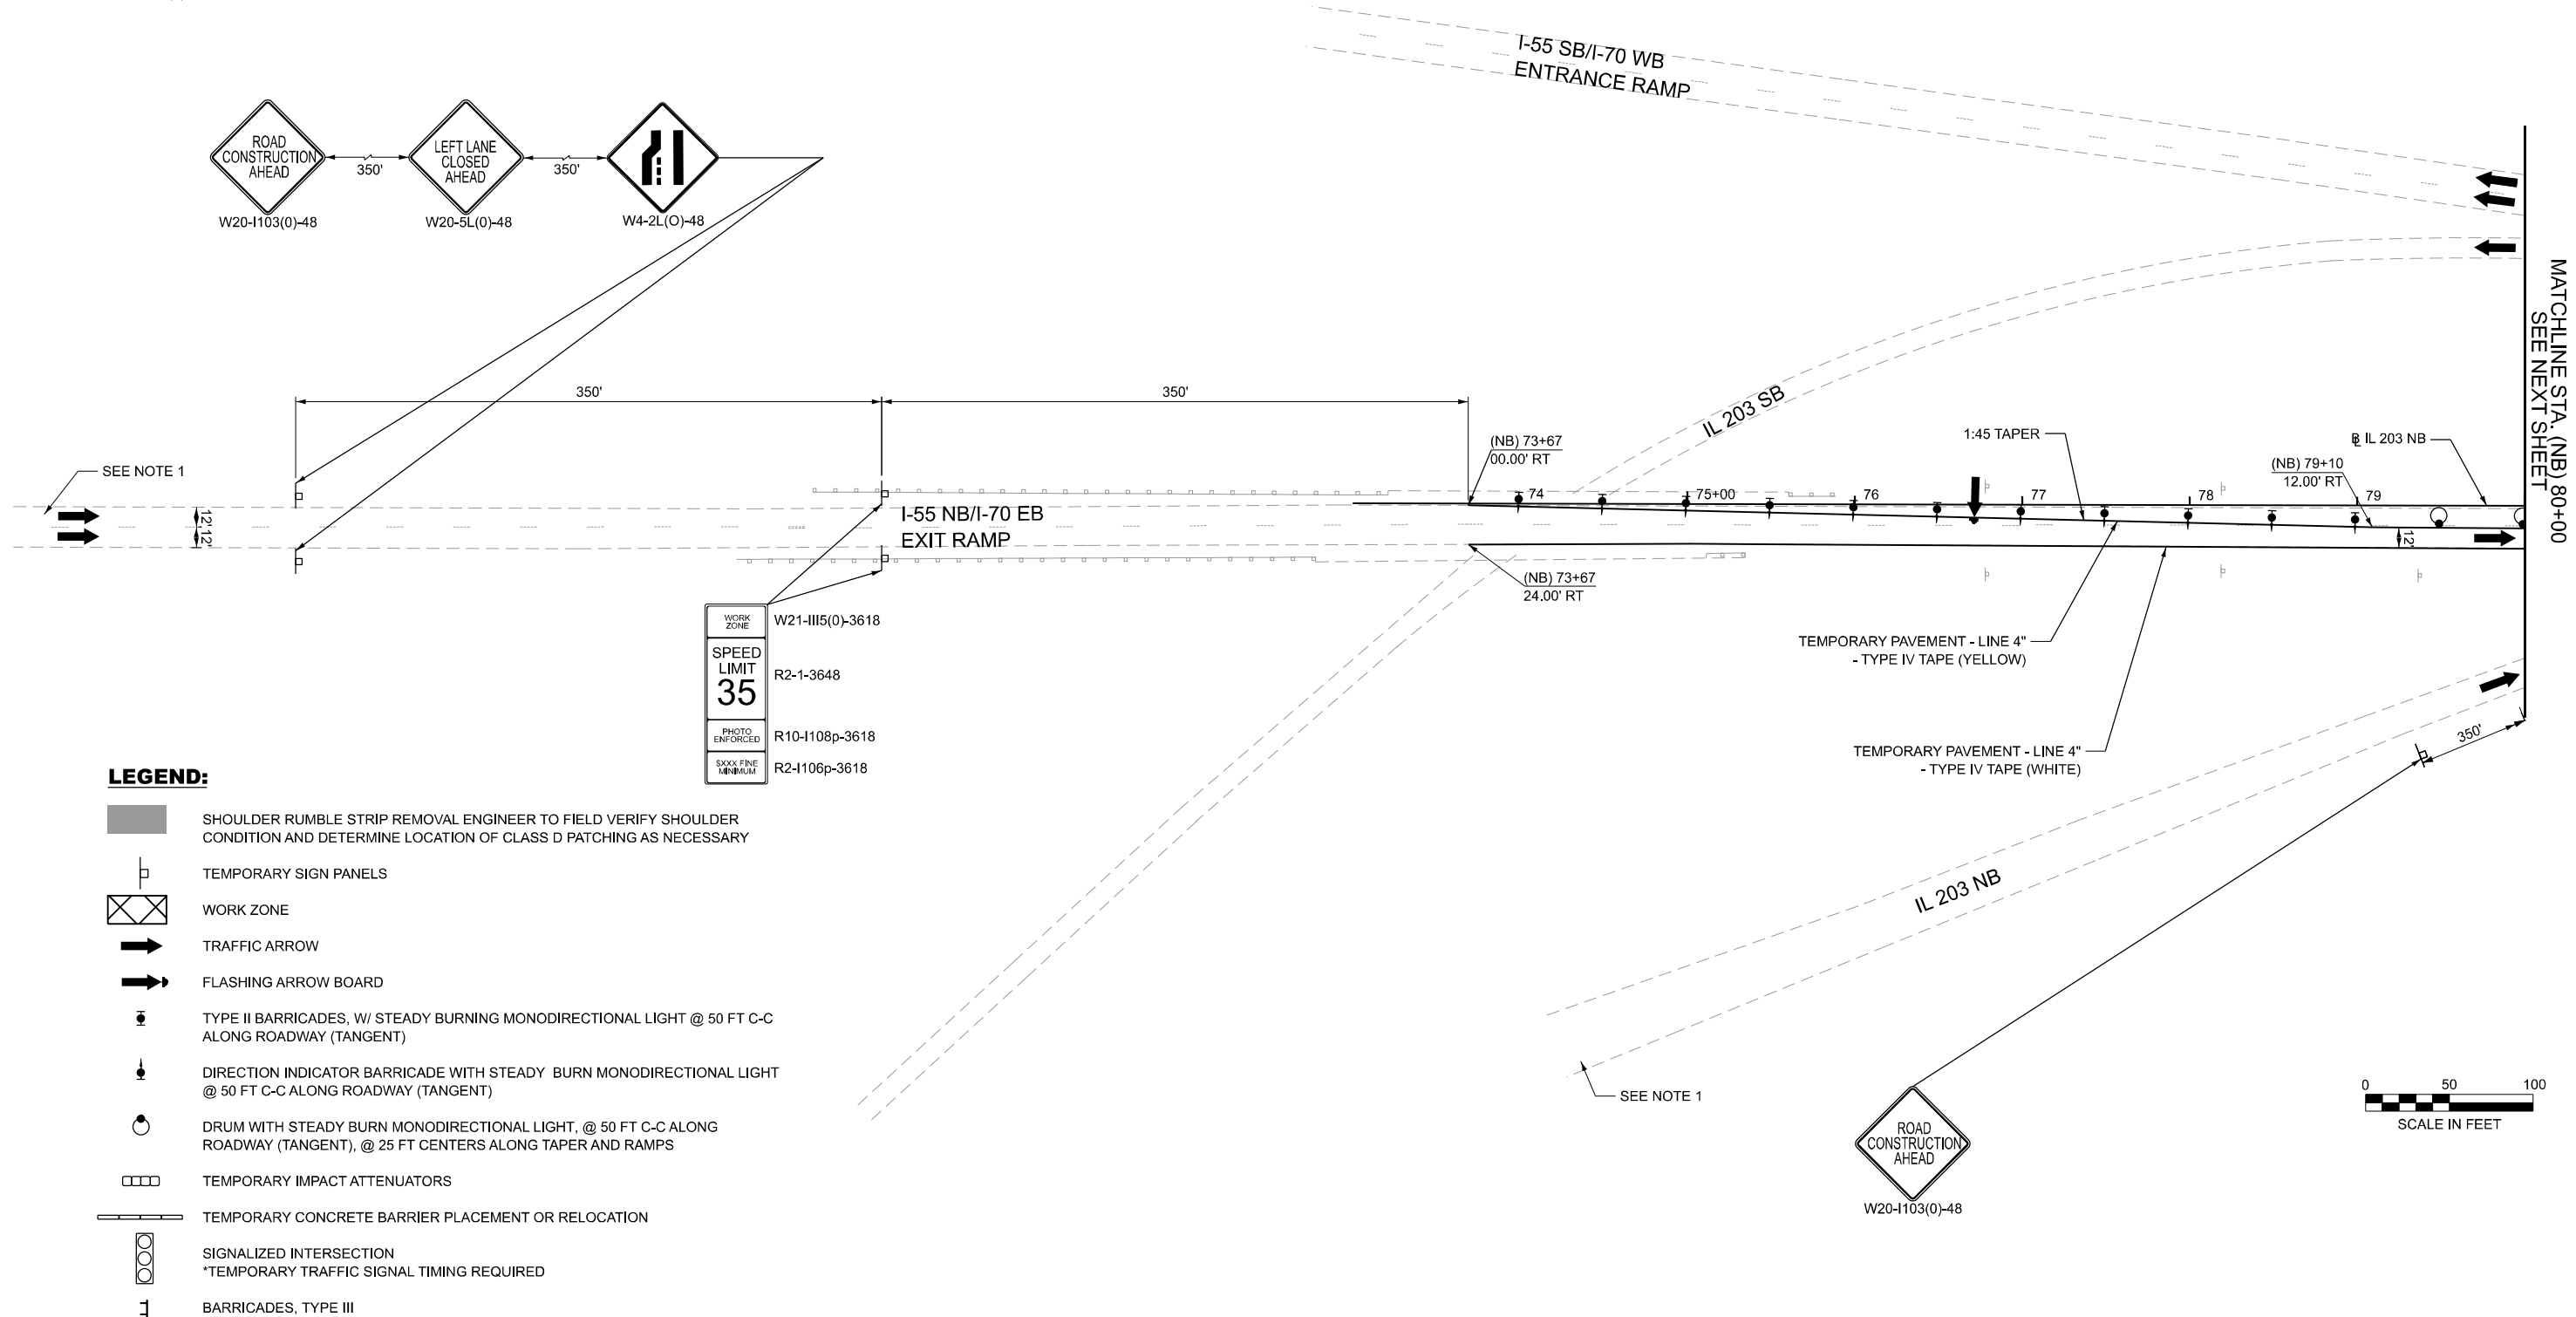 I-55 SB/I-70 WB
ENTRANCE RAMP
ROAD
CONSTRUCTION
AHEAD
W20-I103(0)-48
350'
LEFT LANE
CLOSED
AHEAD
W20-5L(0)-48
350'
W4-2L(O)-48
MATCHLINE STA. (NB) 80+00
SEE NEXT SHEET
350'
350'
IL 203 SB
SEE NOTE 1
12'
12'
I-55 NB/I-70 EB
EXIT RAMP
(NB) 73+67
00.00' RT
1:45 TAPER
IL 203 NB
(NB) 79+10
12.00' RT
74
75+00
76
77
78
79
12'
(NB) 73+67
24.00' RT
WORK
ZONE
W21-III5(0)-3618
SPEED
LIMIT
35
R2-1-3648
PHOTO
ENFORCED
R10-I108p-3618
$XXX FINE
MINIMUM
R2-I106p-3618
TEMPORARY PAVEMENT - LINE 4"
- TYPE IV TAPE (YELLOW)
TEMPORARY PAVEMENT - LINE 4"
- TYPE IV TAPE (WHITE)
350'
IL 203 NB
SEE NOTE 1
ROAD
CONSTRUCTION
AHEAD
W20-I103(0)-48
0 50 100
SCALE IN FEET
LEGEND:
SHOULDER RUMBLE STRIP REMOVAL ENGINEER TO FIELD VERIFY SHOULDER
CONDITION AND DETERMINE LOCATION OF CLASS D PATCHING AS NECESSARY
TEMPORARY SIGN PANELS
WORK ZONE
TRAFFIC ARROW
FLASHING ARROW BOARD
TYPE II BARRICADES, W/ STEADY BURNING MONODIRECTIONAL LIGHT @ 50 FT C-C
ALONG ROADWAY (TANGENT)
DIRECTION INDICATOR BARRICADE WITH STEADY BURN MONODIRECTIONAL LIGHT
@ 50 FT C-C ALONG ROADWAY (TANGENT)
DRUM WITH STEADY BURN MONODIRECTIONAL LIGHT, @ 50 FT C-C ALONG
ROADWAY (TANGENT), @ 25 FT CENTERS ALONG TAPER AND RAMPS
TEMPORARY IMPACT ATTENUATORS
TEMPORARY CONCRETE BARRIER PLACEMENT OR RELOCATION
SIGNALIZED INTERSECTION
*TEMPORARY TRAFFIC SIGNAL TIMING REQUIRED
BARRICADES, TYPE III